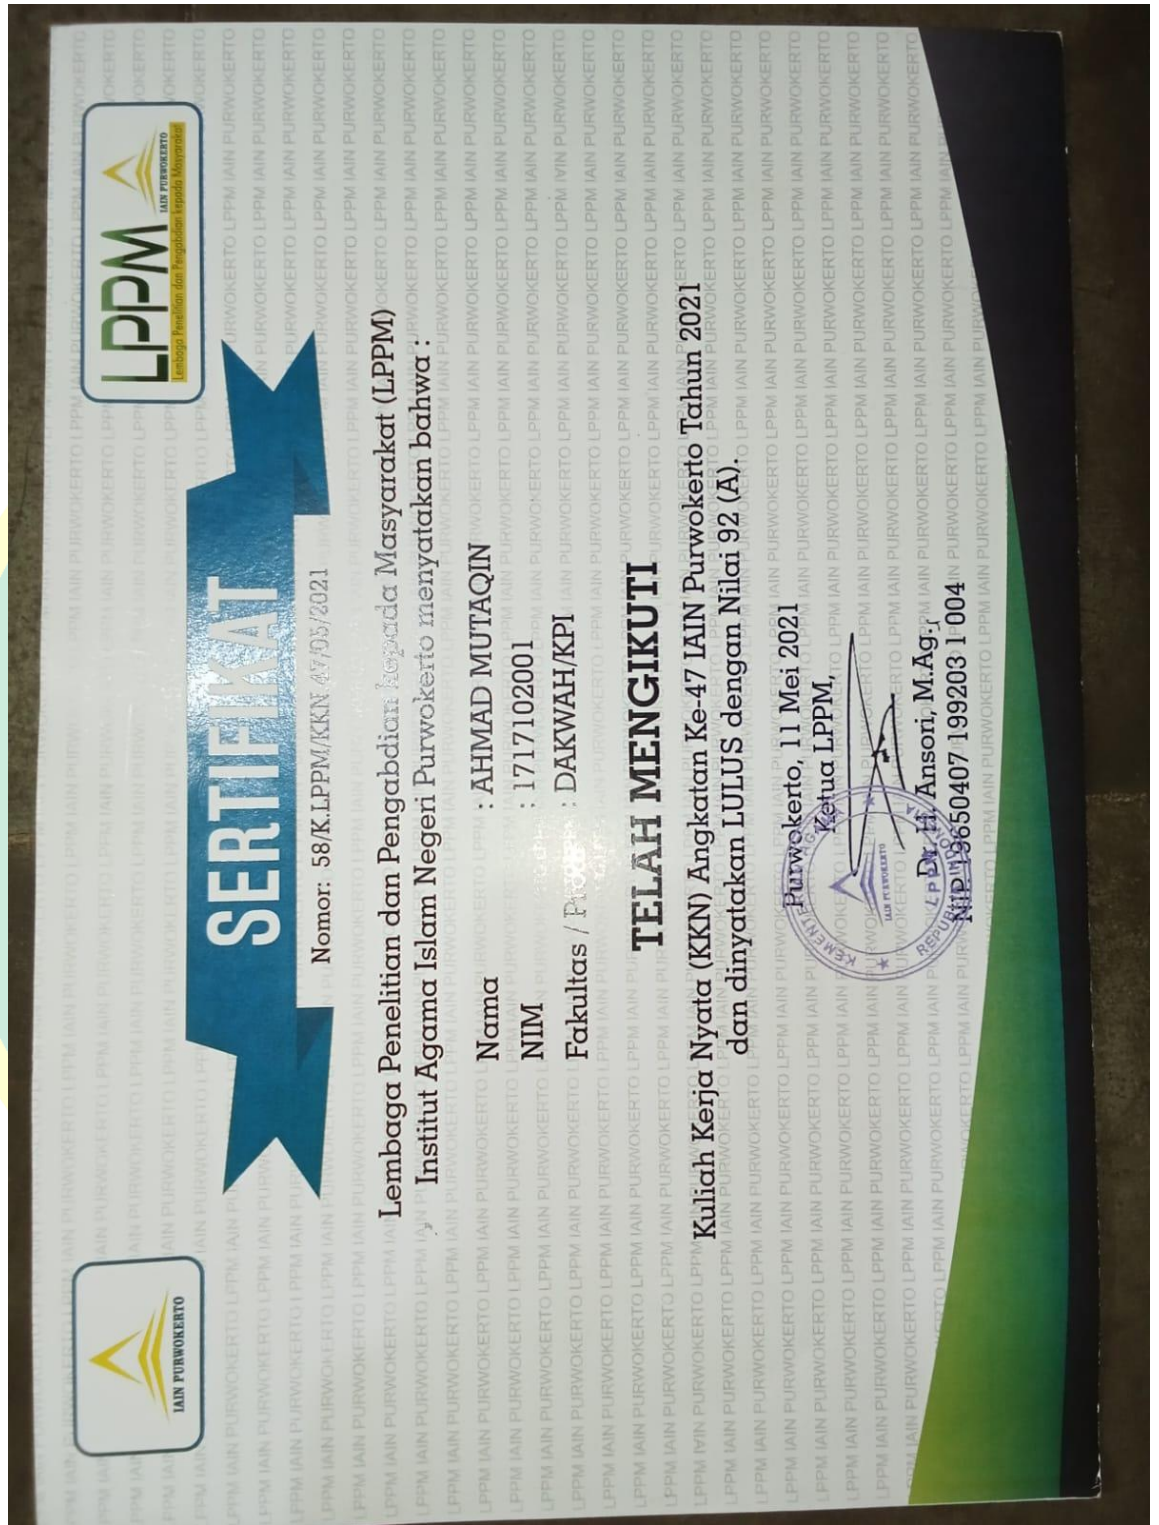 IAIN PURWOKERTO
LPPM
Lembaga Penelitian dan Pengabdian kepada Masyarakat
IAIN PURWOKERTO
SERTIFIKAT
Nomor: 58/K.LPPM/KKN 47/05/2021
Lembaga Penelitian dan Pengabdian kepada Masyarakat (LPPM)
Institut Agama Islam Negeri Purwokerto menyatakan bahwa :
Nama : AHMAD MUTAQIN
NIM : 1717102001
Fakultas / : DAKWAH/KPI
TELAH MENGIKUTI
Kuliah Kerja Nyata (KKN) Angkatan Ke-47 IAIN Purwokerto Tahun 2021
dan dinyatakan LULUS dengan Nilai 92 (A).
Purwokerto, 11 Mei 2021
Ketua LPPM,
IAIN PURWOKERTO
LPPM
Dr. H. Ansori, M.Ag.
NIP 19650407 199203 1 004